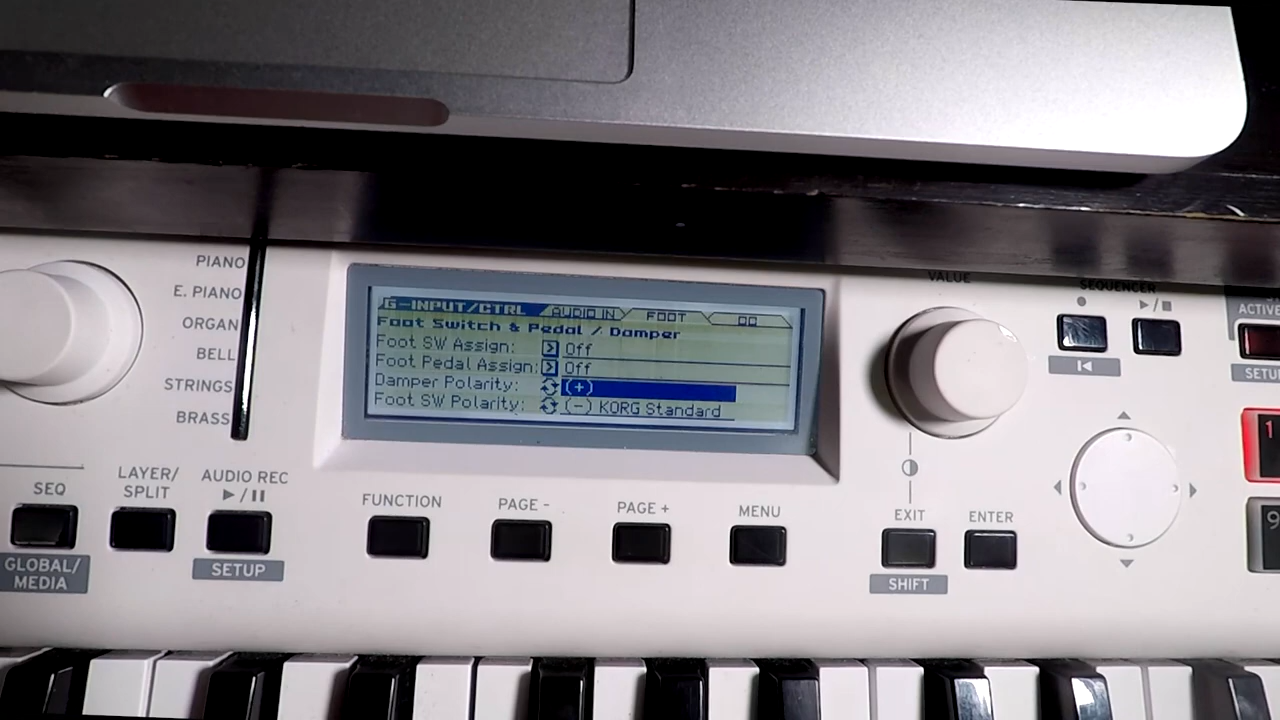 PIANO
E. PIANO
ORGAN
BELL
STRINGS
BRASS
G-INPUT/CTRL AUDIO IN FOOT
Foot Switch & Pedal / Damper
Foot SW Assign: Off
Foot Pedal Assign: Off
Damper Polarity: (+)
Foot SW Polarity: (-) KORG Standard
VALUE
SEQUENCER
SEQ
LAYER/
SPLIT
AUDIO REC
GLOBAL/
MEDIA
SETUP
FUNCTION
PAGE -
PAGE +
MENU
EXIT
ENTER
SHIFT
ACTIVE
SETUP
1
9